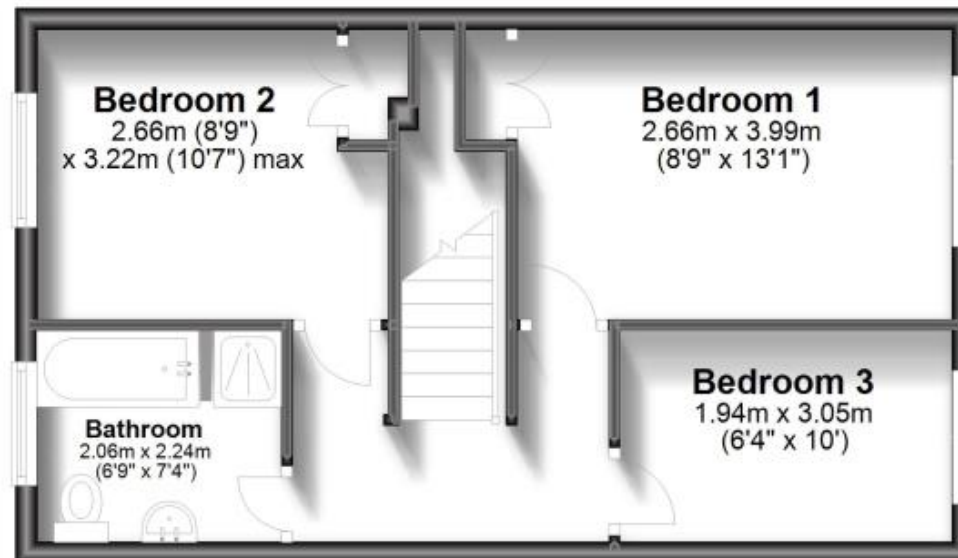 Bedroom 2
2.66m (8'9")
x 3.22m (10'7") max
Bedroom 1
2.66m x 3.99m
(8'9" x 13'1")
Bedroom 3
1.94m x 3.05m
(6'4" x 10')
Bathroom
2.06m x 2.24m
(6'9" x 7'4")